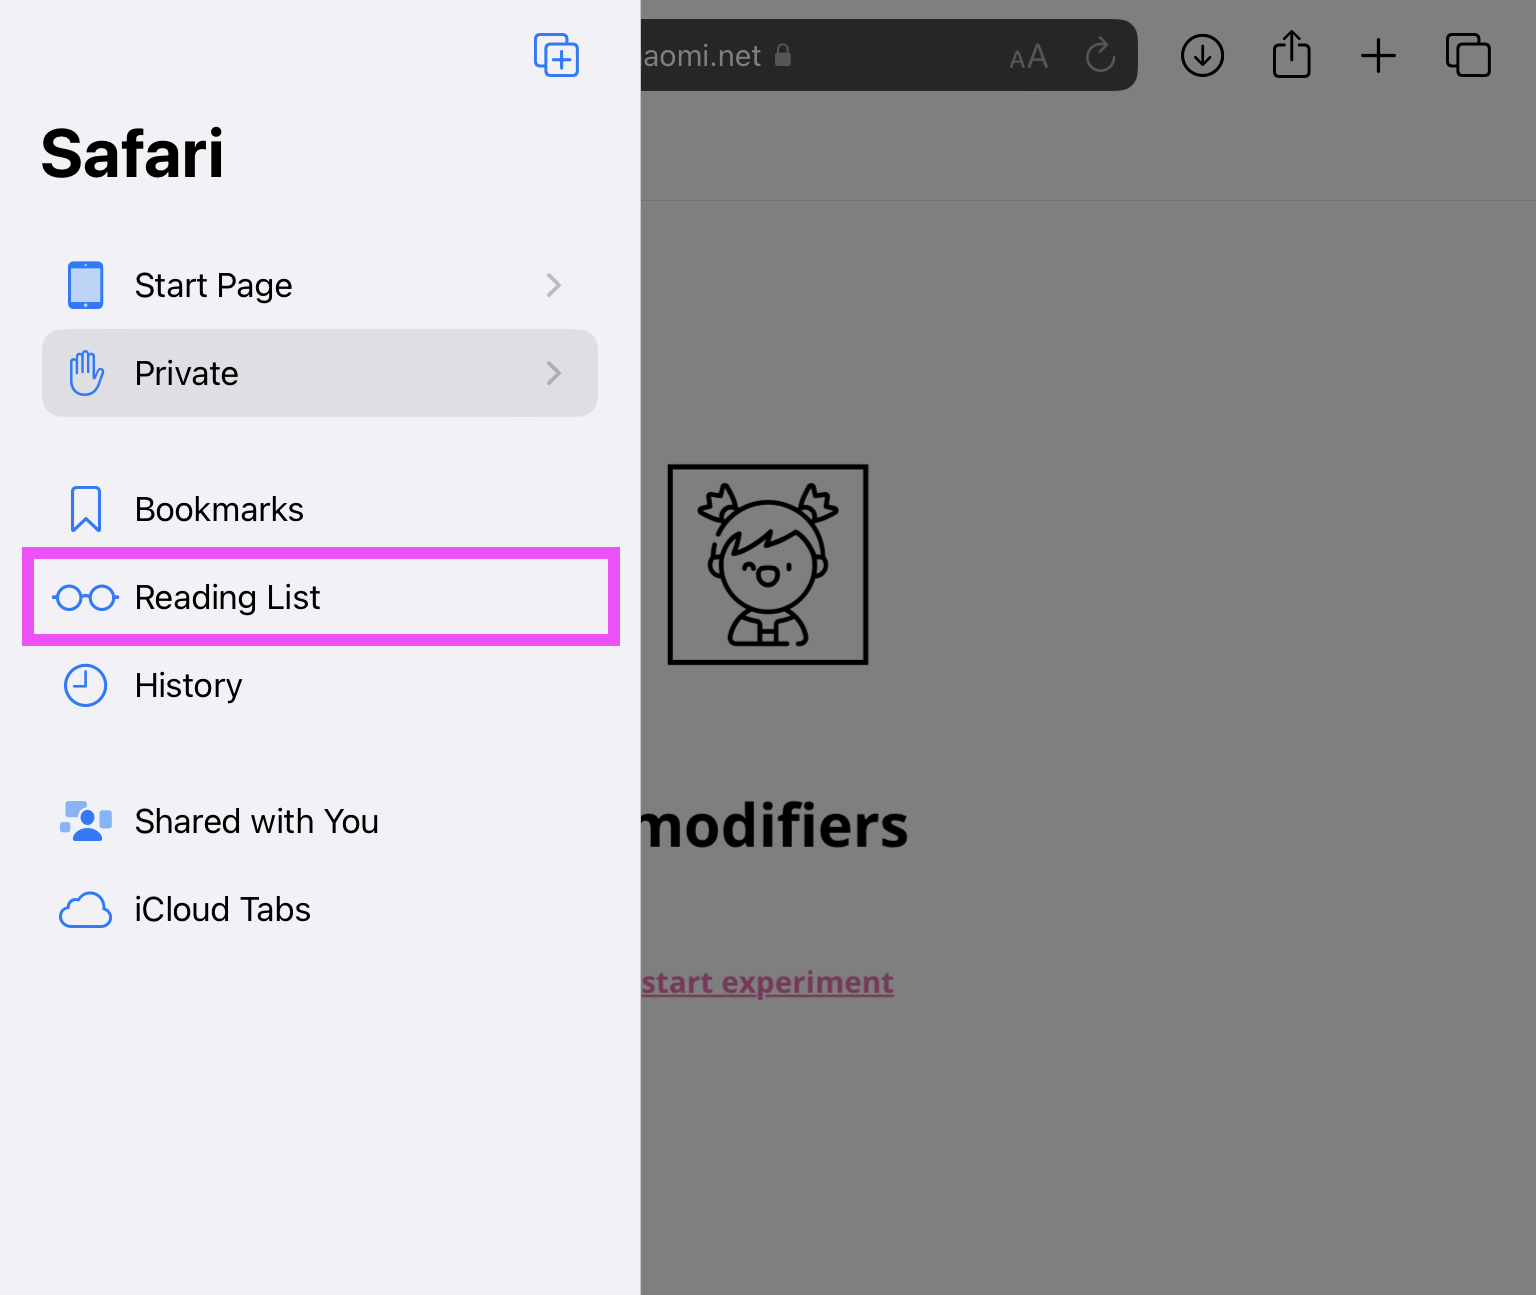 aomi.net
AA
Safari
Start Page
Private
Bookmarks
Reading List
History
Shared with You
iCloud Tabs
modifiers
start experiment